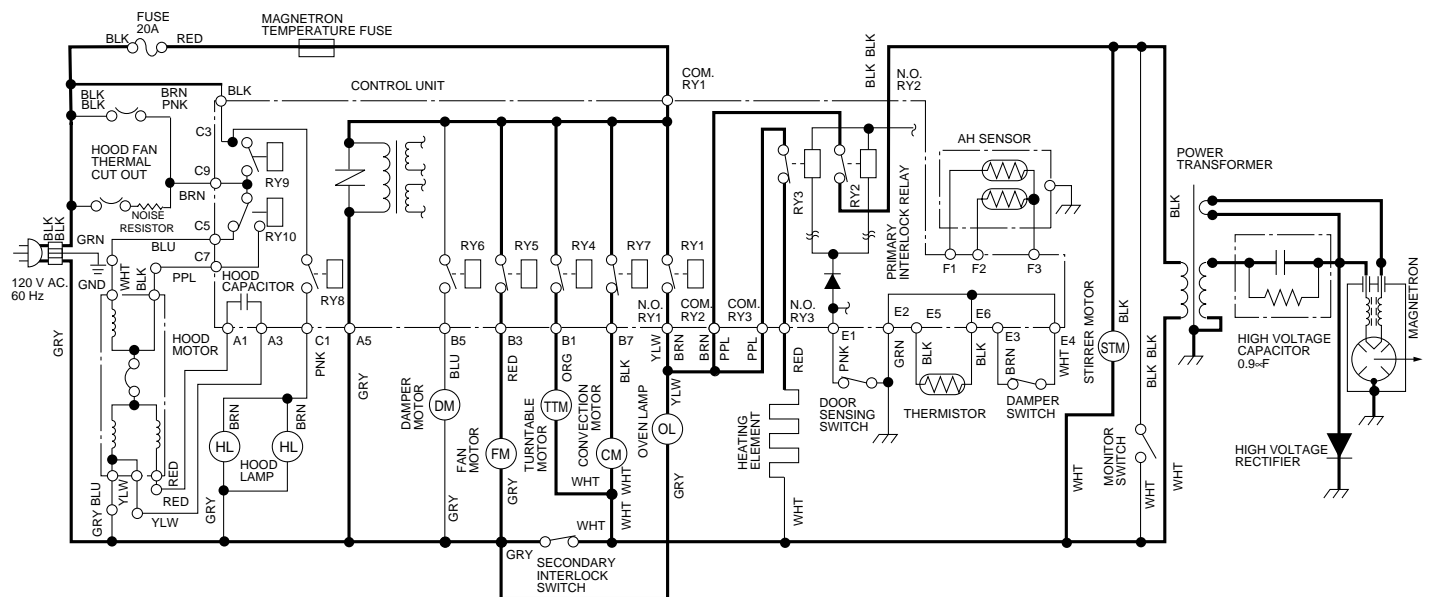 FUSE
20A
BLK
RED
MAGNETRON
TEMPERATURE FUSE
BLK
BLK
BRN
PNK
BLK
CONTROL UNIT
COM.
RY1
BLK BLK
N.O.
RY2
C3
HOOD FAN
THERMAL
CUT OUT
C9
RY9
BRN
NOISE
RESISTOR
C5
RY10
BLK
BLK
GRN
BLU
C7
GND
WHT
BLK
PPL
HOOD
CAPACITOR
RY8
120 V AC.
60 Hz
GRY
HOOD
MOTOR
A1
A3
C1
A5
PNK
GRY
BRN
BRN
HL
HL
HOOD
LAMP
RED
RED
YLW
YLW
BLU
GRY
GRY
RY6
RY5
RY4
RY7
RY1
B5
B3
B1
B7
N.O.
RY1
COM.
RY2
COM.
RY3
N.O.
RY3
BLU
RED
ORG
BLK
YLW
BRN
BRN
PPL
PPL
RED
YLW
DAMPER
MOTOR
DM
FAN
MOTOR
FM
TURNTABLE
MOTOR
TTM
CONVECTION
MOTOR
CM
OVEN LAMP
OL
GRY
GRY
WHT
WHT
WHT
GRY
GRY
WHT
SECONDARY
INTERLOCK
SWITCH
HEATING
ELEMENT
WHT
RY3
RY2
PRIMARY
INTERLOCK RELAY
AH SENSOR
F1
F2
F3
E1
E2
E5
E6
E3
E4
PNK
GRN
BLK
BLK
BRN
WHT
DOOR
SENSING
SWITCH
THERMISTOR
DAMPER
SWITCH
STIRRER MOTOR
STM
BLK
WHT
MONITOR
SWITCH
BLK BLK
WHT
WHT
POWER
TRANSFORMER
BLK
HIGH VOLTAGE
CAPACITOR
0.9∝F
MAGNETRON
HIGH VOLTAGE
RECTIFIER